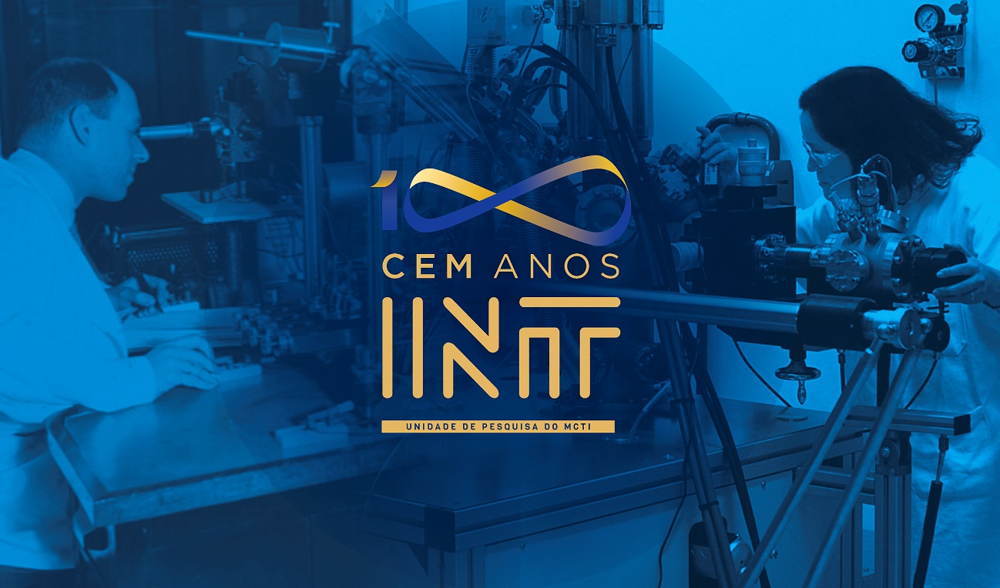 100
CEM ANOS
INT
UNIDADE DE PESQUISA DO MCTI